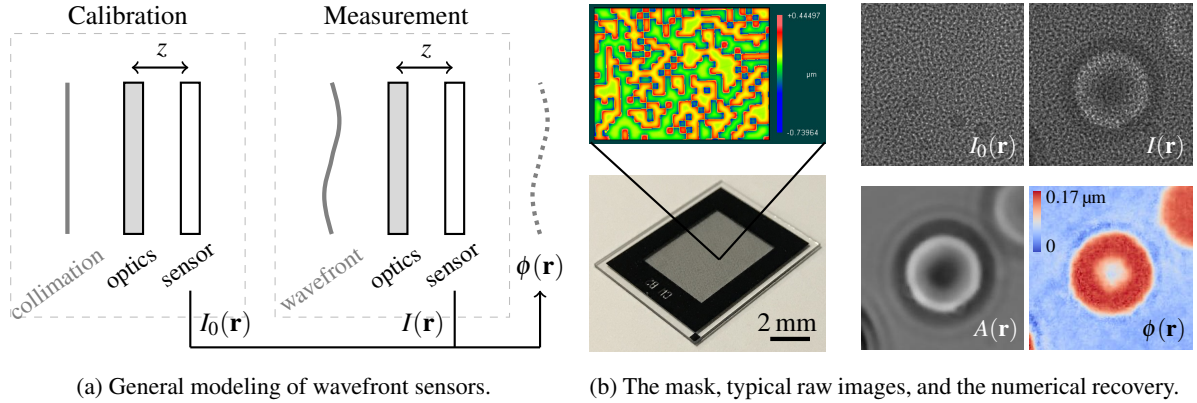 Calibration
Measurement
z
z
collimation
optics
sensor
wavefront
optics
sensor
ϕ(r)
I₀(r)
I(r)
(a) General modeling of wavefront sensors.
+0.44497
µm
-0.73964
2 mm
I₀(r)
I(r)
A(r)
0.17 µm
0
ϕ(r)
(b) The mask, typical raw images, and the numerical recovery.